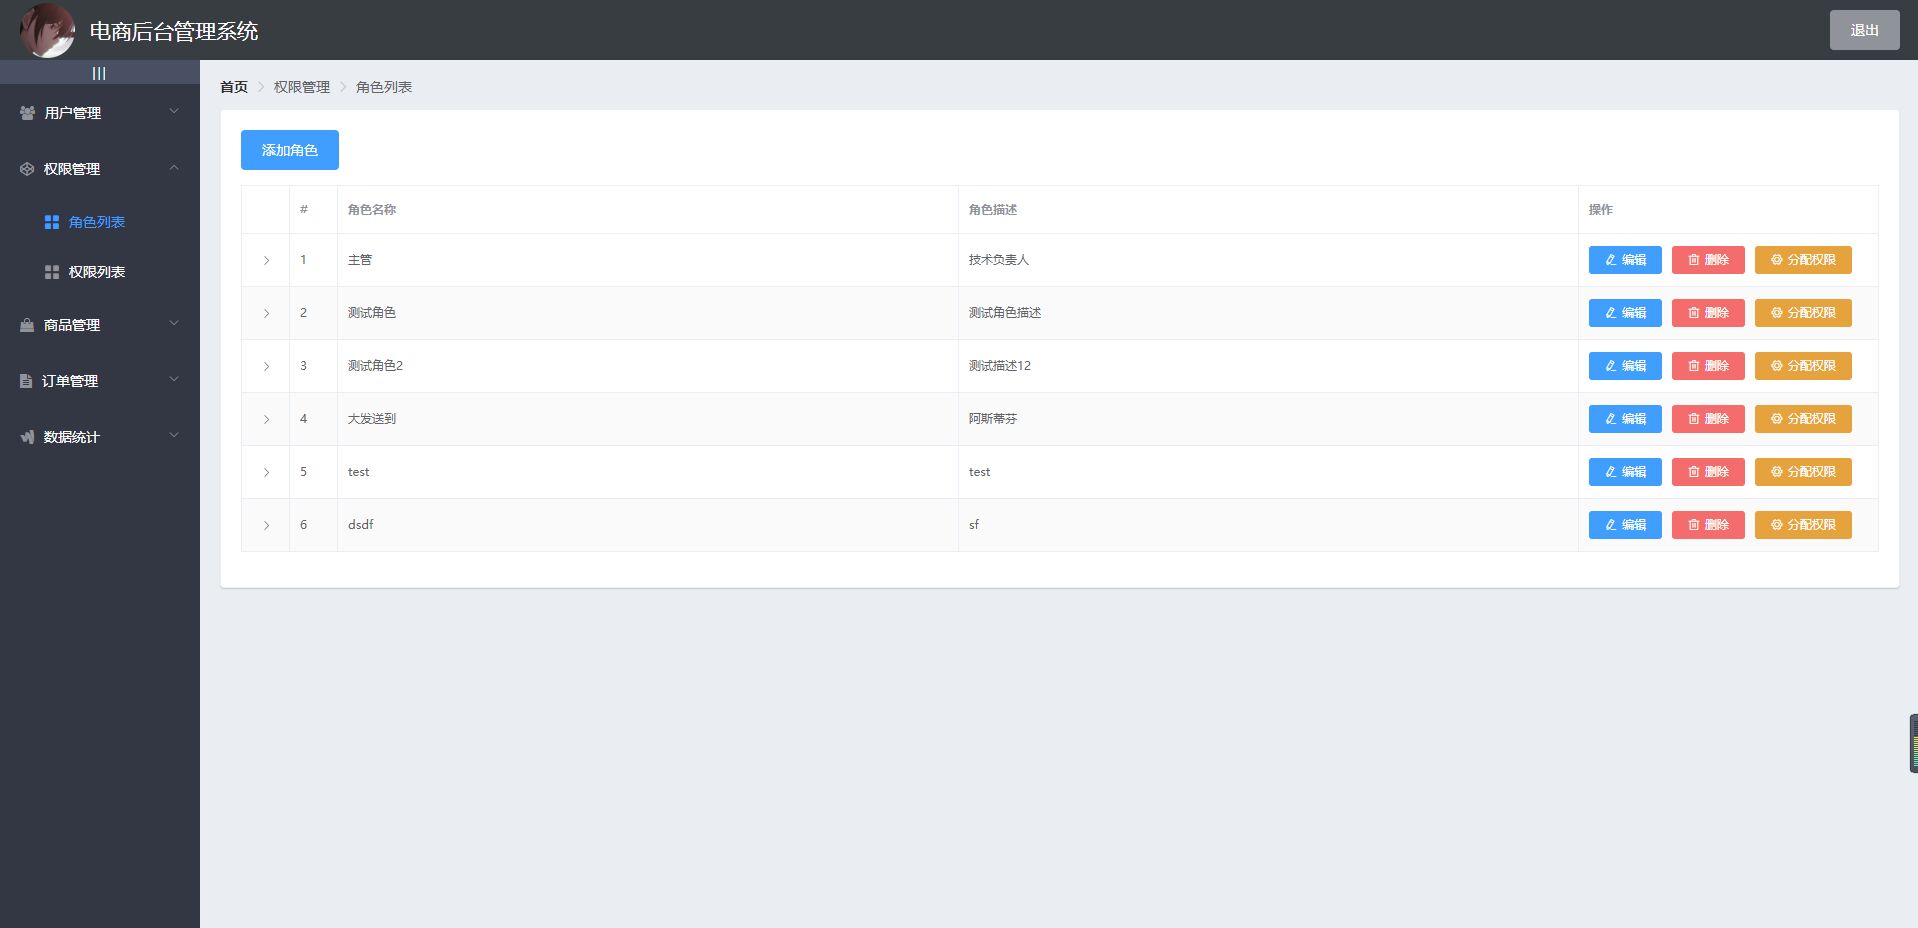 电商后台管理系统
退出
|||
首页 > 权限管理 > 角色列表
用户管理
权限管理
角色列表
权限列表
商品管理
订单管理
数据统计
添加角色
# 角色名称 角色描述 操作
1 主管 技术负责人 编辑 删除 分配权限
2 测试角色 测试角色描述 编辑 删除 分配权限
3 测试角色2 测试描述12 编辑 删除 分配权限
4 大发送到 阿斯蒂芬 编辑 删除 分配权限
5 test test 编辑 删除 分配权限
6 dsdf sf 编辑 删除 分配权限